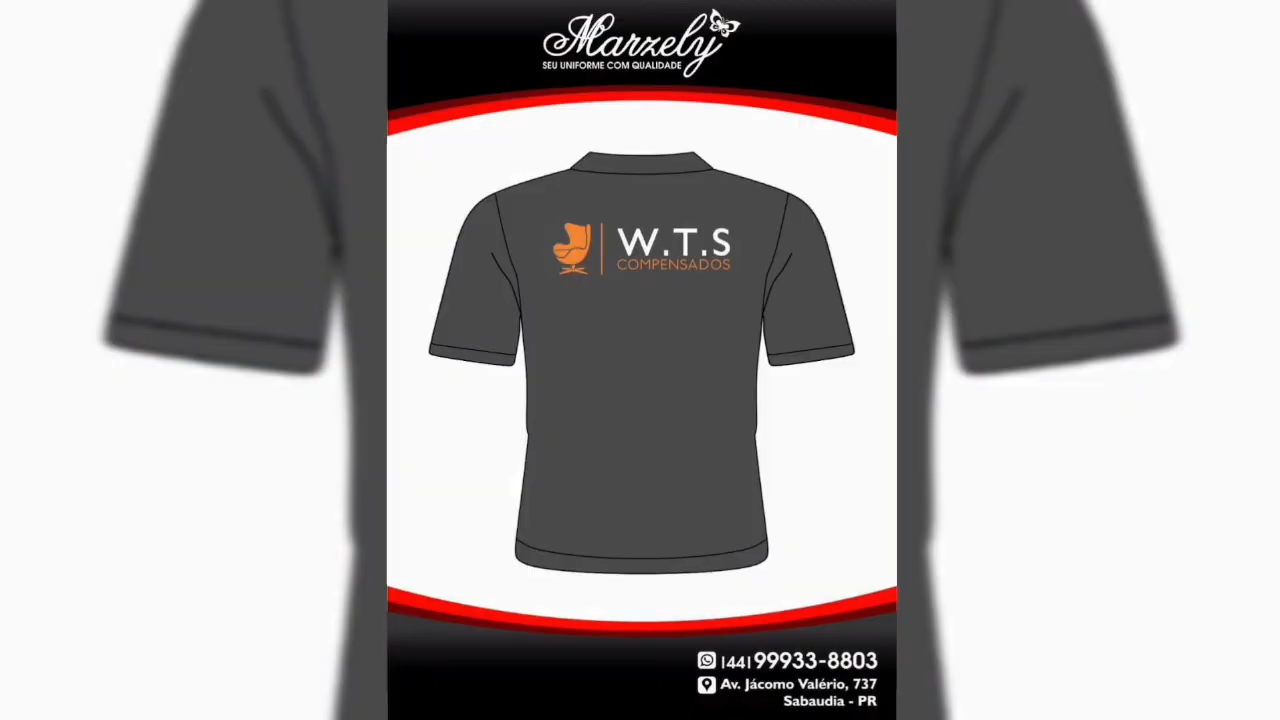 Marzely
SEU UNIFORME COM QUALIDADE
W.T.S
COMPENSADOS
(44) 99933-8803
Av. Jácomo Valério, 737
Sabaudia - PR